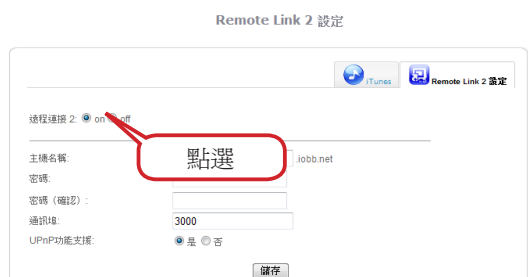 Remote Link 2 設定
iTunes
Remote Link 2 設定
遠程連接 2: on off
點選
主機名稱: .iobb.net
密碼:
密碼（確認）:
通訊埠: 3000
UPnP功能支援: 是 否
儲存